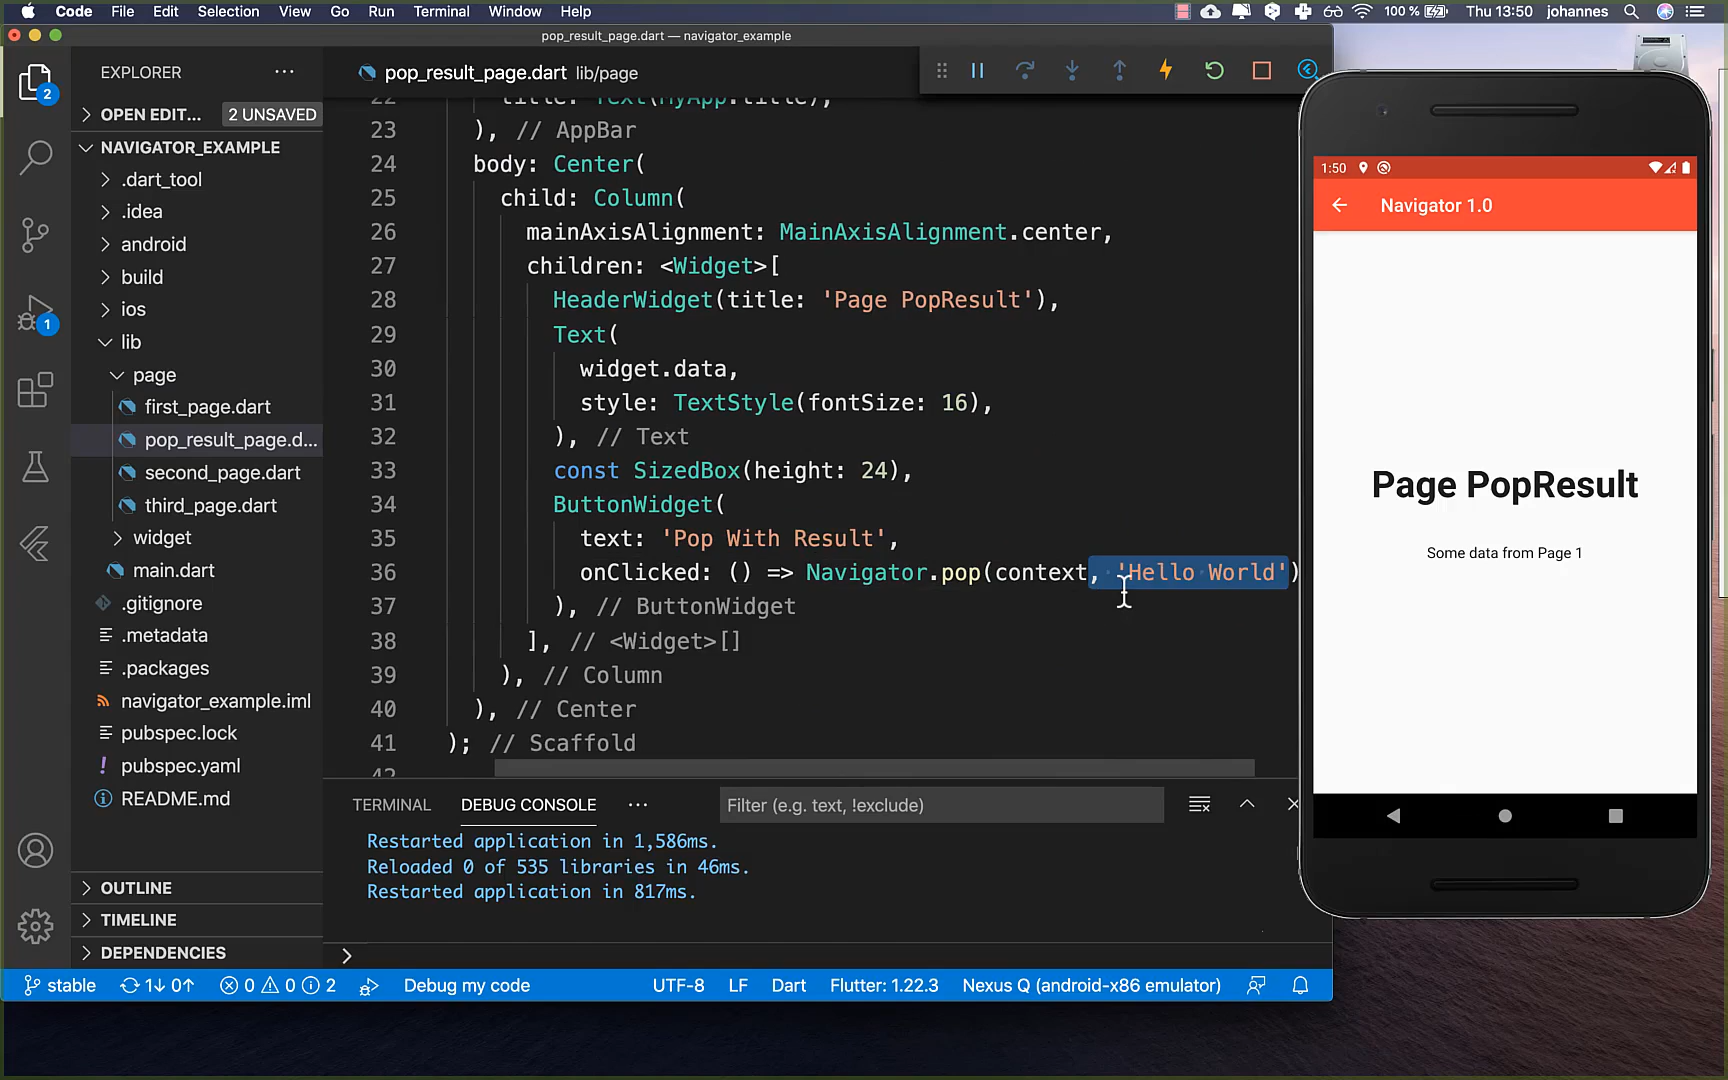 Code File Edit Selection View Go Run Terminal Window Help 100 % Thu 13:50 johannes
pop_result_page.dart — navigator_example
EXPLORER
OPEN EDIT... 2 UNSAVED
NAVIGATOR_EXAMPLE
.dart_tool
.idea
android
build
ios
lib
page
first_page.dart
pop_result_page.d...
second_page.dart
third_page.dart
widget
main.dart
.gitignore
.metadata
.packages
navigator_example.iml
pubspec.lock
pubspec.yaml
README.md
OUTLINE
TIMELINE
DEPENDENCIES
2
1
pop_result_page.dart lib/page
22 title: Text(MyApp.title),
23 ), // AppBar
24 body: Center(
25 child: Column(
26 mainAxisAlignment: MainAxisAlignment.center,
27 children: <Widget>[
28 HeaderWidget(title: 'Page PopResult'),
29 Text(
30 widget.data,
31 style: TextStyle(fontSize: 16),
32 ), // Text
33 const SizedBox(height: 24),
34 ButtonWidget(
35 text: 'Pop With Result',
36 onClicked: () => Navigator.pop(context, 'Hello World')
37 ), // ButtonWidget
38 ], // <Widget>[]
39 ), // Column
40 ), // Center
41 ); // Scaffold
42
TERMINAL DEBUG CONSOLE ... Filter (e.g. text, !exclude)
Restarted application in 1,586ms.
Reloaded 0 of 535 libraries in 46ms.
Restarted application in 817ms.
stable 1↓ 0↑ 0 0 2 Debug my code UTF-8 LF Dart Flutter: 1.22.3 Nexus Q (android-x86 emulator)
1:50
Navigator 1.0
Page PopResult
Some data from Page 1